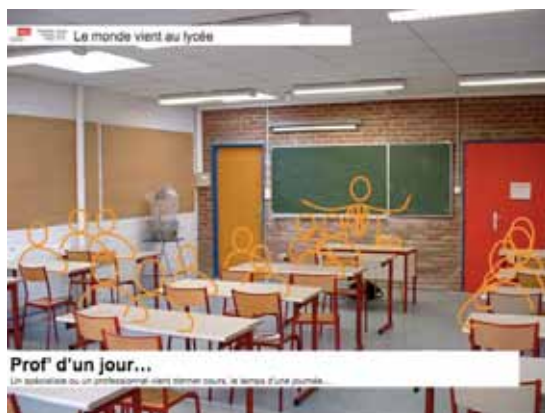 Le monde vient au lycée
Prof' d'un jour...
Un spécialiste ou un professionnel vient donner cours, le temps d'une journée...